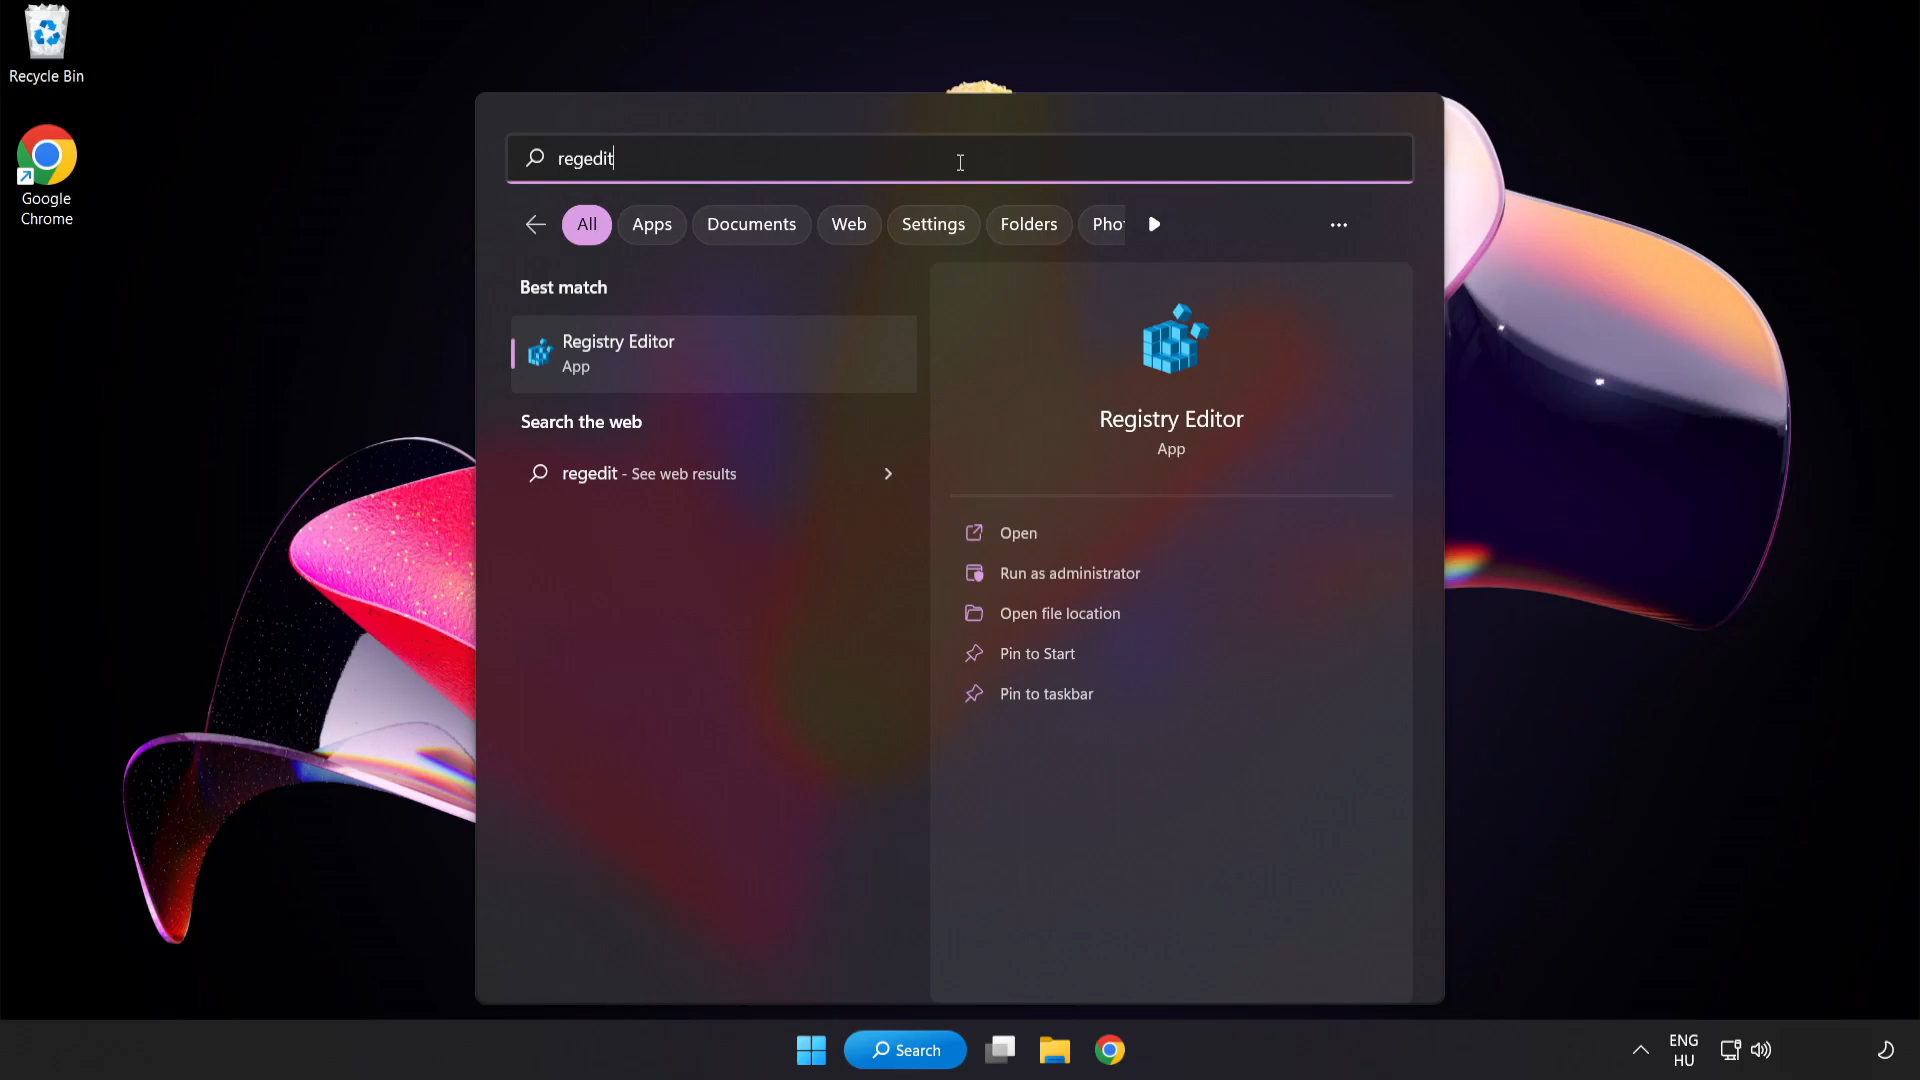 Recycle Bin
Google
Chrome
regedit
All
Apps
Documents
Web
Settings
Folders
Pho
Best match
Registry Editor
App
Search the web
regedit - See web results
Registry Editor
App
Open
Run as administrator
Open file location
Pin to Start
Pin to taskbar
Search
ENG
HU